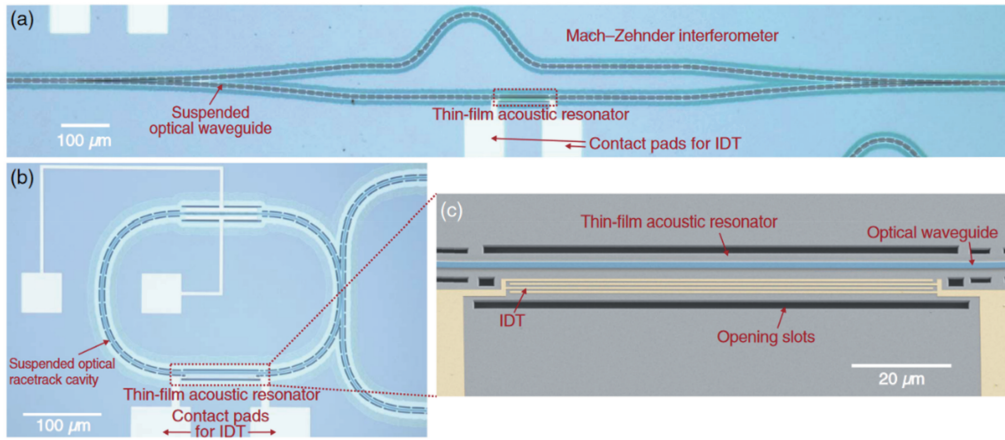 (a)
Mach–Zehnder interferometer
Suspended
optical waveguide
Thin-film acoustic resonator
100 µm
Contact pads for IDT
(b)
Suspended optical
racetrack cavity
Thin-film acoustic resonator
Contact pads
for IDT
100 µm
(c)
Thin-film acoustic resonator
Optical waveguide
IDT
Opening slots
20 µm